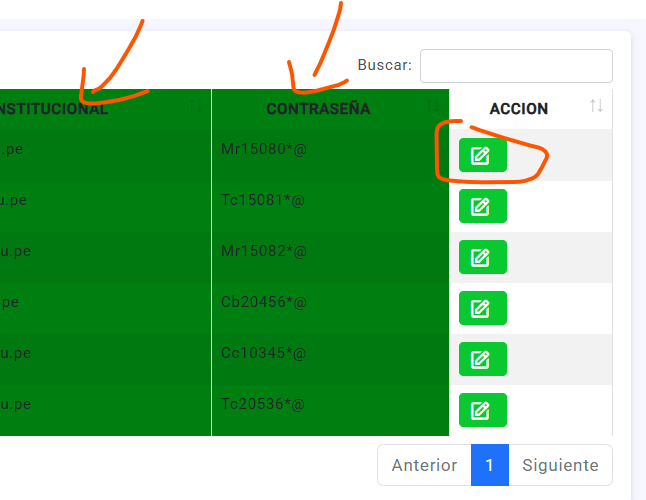 Buscar:
NSTITUCIONAL CONTRASEÑA ACCION
.pe Mr15080*@
u.pe Tc15081*@
u.pe Mr15082*@
.pe Cb20456*@
u.pe Cc10345*@
u.pe Tc20536*@
Anterior 1 Siguiente